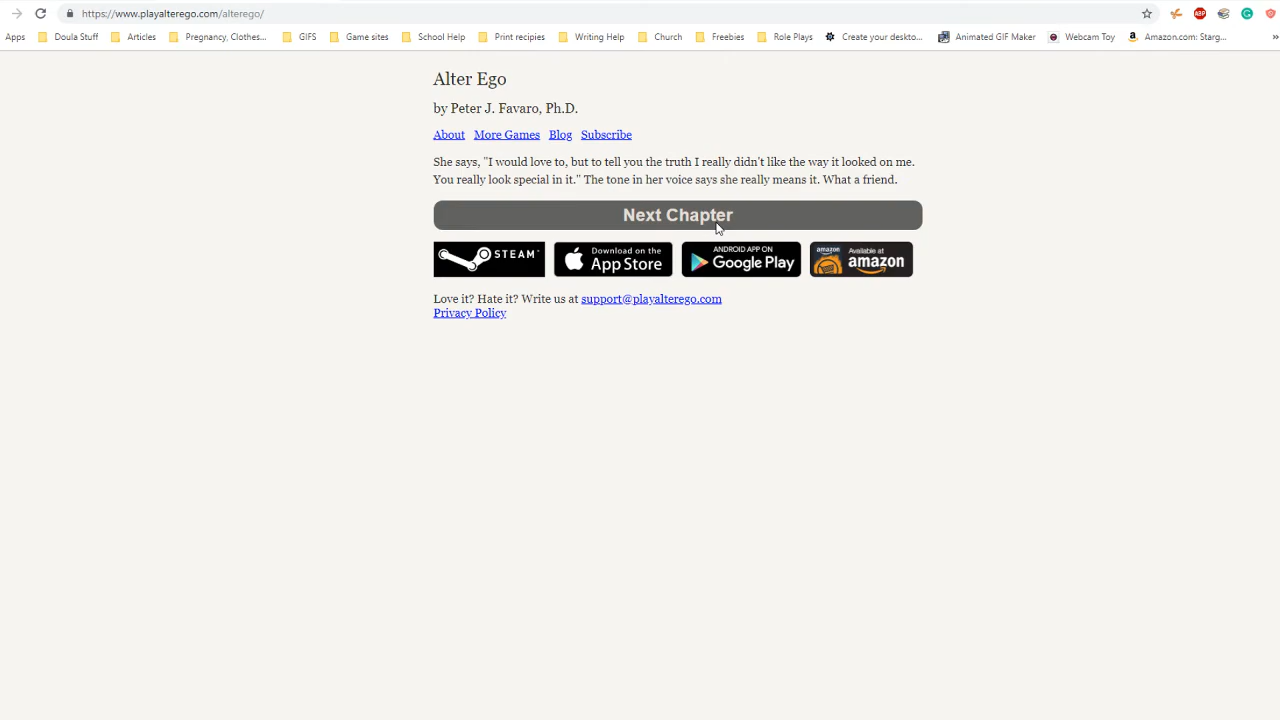 https://www.playalterego.com/alterego/
ABP
Apps Doula Stuff Articles Pregnancy, Clothes... GIFS Game sites School Help Print recipies Writing Help Church Freebies Role Plays Create your deskto... Animated GIF Maker Webcam Toy Amazon.com: Starg... »
Alter Ego
by Peter J. Favaro, Ph.D.
About More Games Blog Subscribe
She says, "I would love to, but to tell you the truth I really didn't like the way it looked on me.
You really look special in it." The tone in her voice says she really means it. What a friend.
Next Chapter
STEAM™
Download on the
App Store
ANDROID APP ON
Google Play
amazon
Available at
amazon
Love it? Hate it? Write us at support@playalterego.com
Privacy Policy